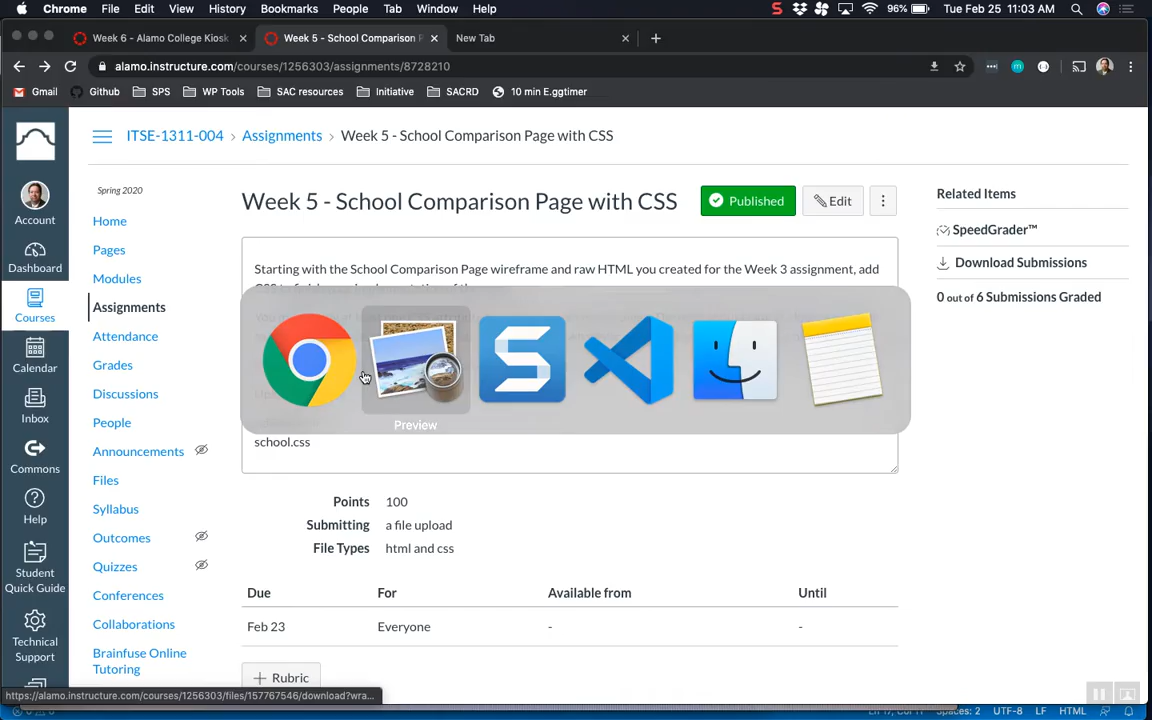 Chrome File Edit View History Bookmarks People Tab Window Help 96% Tue Feb 25 11:03 AM
Week 6 - Alamo College Kiosk
Week 5 - School Comparison P
New Tab
alamo.instructure.com/courses/1256303/assignments/8728210
Gmail Github SPS WP Tools SAC resources Initiative SACRD 10 min E.ggtimer
ITSE-1311-004 › Assignments › Week 5 - School Comparison Page with CSS
Spring 2020
Account
Dashboard
Courses
Calendar
Inbox
Commons
Help
Student
Quick Guide
Technical
Support
Home
Pages
Modules
Assignments
Attendance
Grades
Discussions
People
Announcements
Files
Syllabus
Outcomes
Quizzes
Conferences
Collaborations
Brainfuse Online
Tutoring
Week 5 - School Comparison Page with CSS
Published
Edit
Starting with the School Comparison Page wireframe and raw HTML you created for the Week 3 assignment, add
Preview
school.css
Points 100
Submitting a file upload
File Types html and css
Due For Available from Until
Feb 23 Everyone - -
+ Rubric
Related Items
SpeedGrader™
Download Submissions
0 out of 6 Submissions Graded
https://alamo.instructure.com/courses/1256303/files/157767546/download?wra...
Spaces: 2 UTF-8 LF HTML